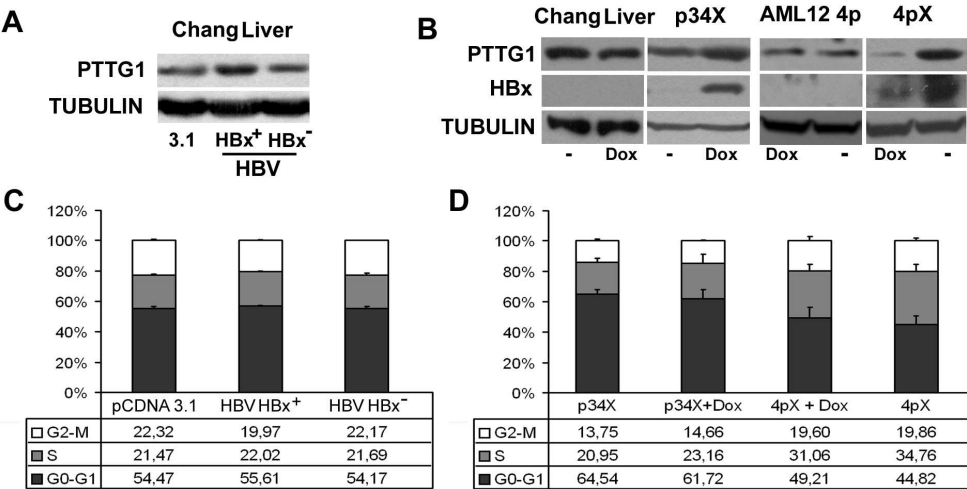 A
Chang Liver
PTTG1
TUBULIN
3.1 HBx+ HBx-
HBV
B
Chang Liver p34X AML12 4p 4pX
PTTG1
HBx
TUBULIN
- Dox - Dox Dox - Dox -
C
120%
100%
80%
60%
40%
20%
0%
pCDNA 3.1 HBV HBx+ HBV HBx-
G2-M 22,32 19,97 22,17
S 21,47 22,02 21,69
G0-G1 54,47 55,61 54,17
D
120%
100%
80%
60%
40%
20%
0%
p34X p34X+Dox 4pX + Dox 4pX
G2-M 13,75 14,66 19,60 19,86
S 20,95 23,16 31,06 34,76
G0-G1 64,54 61,72 49,21 44,82